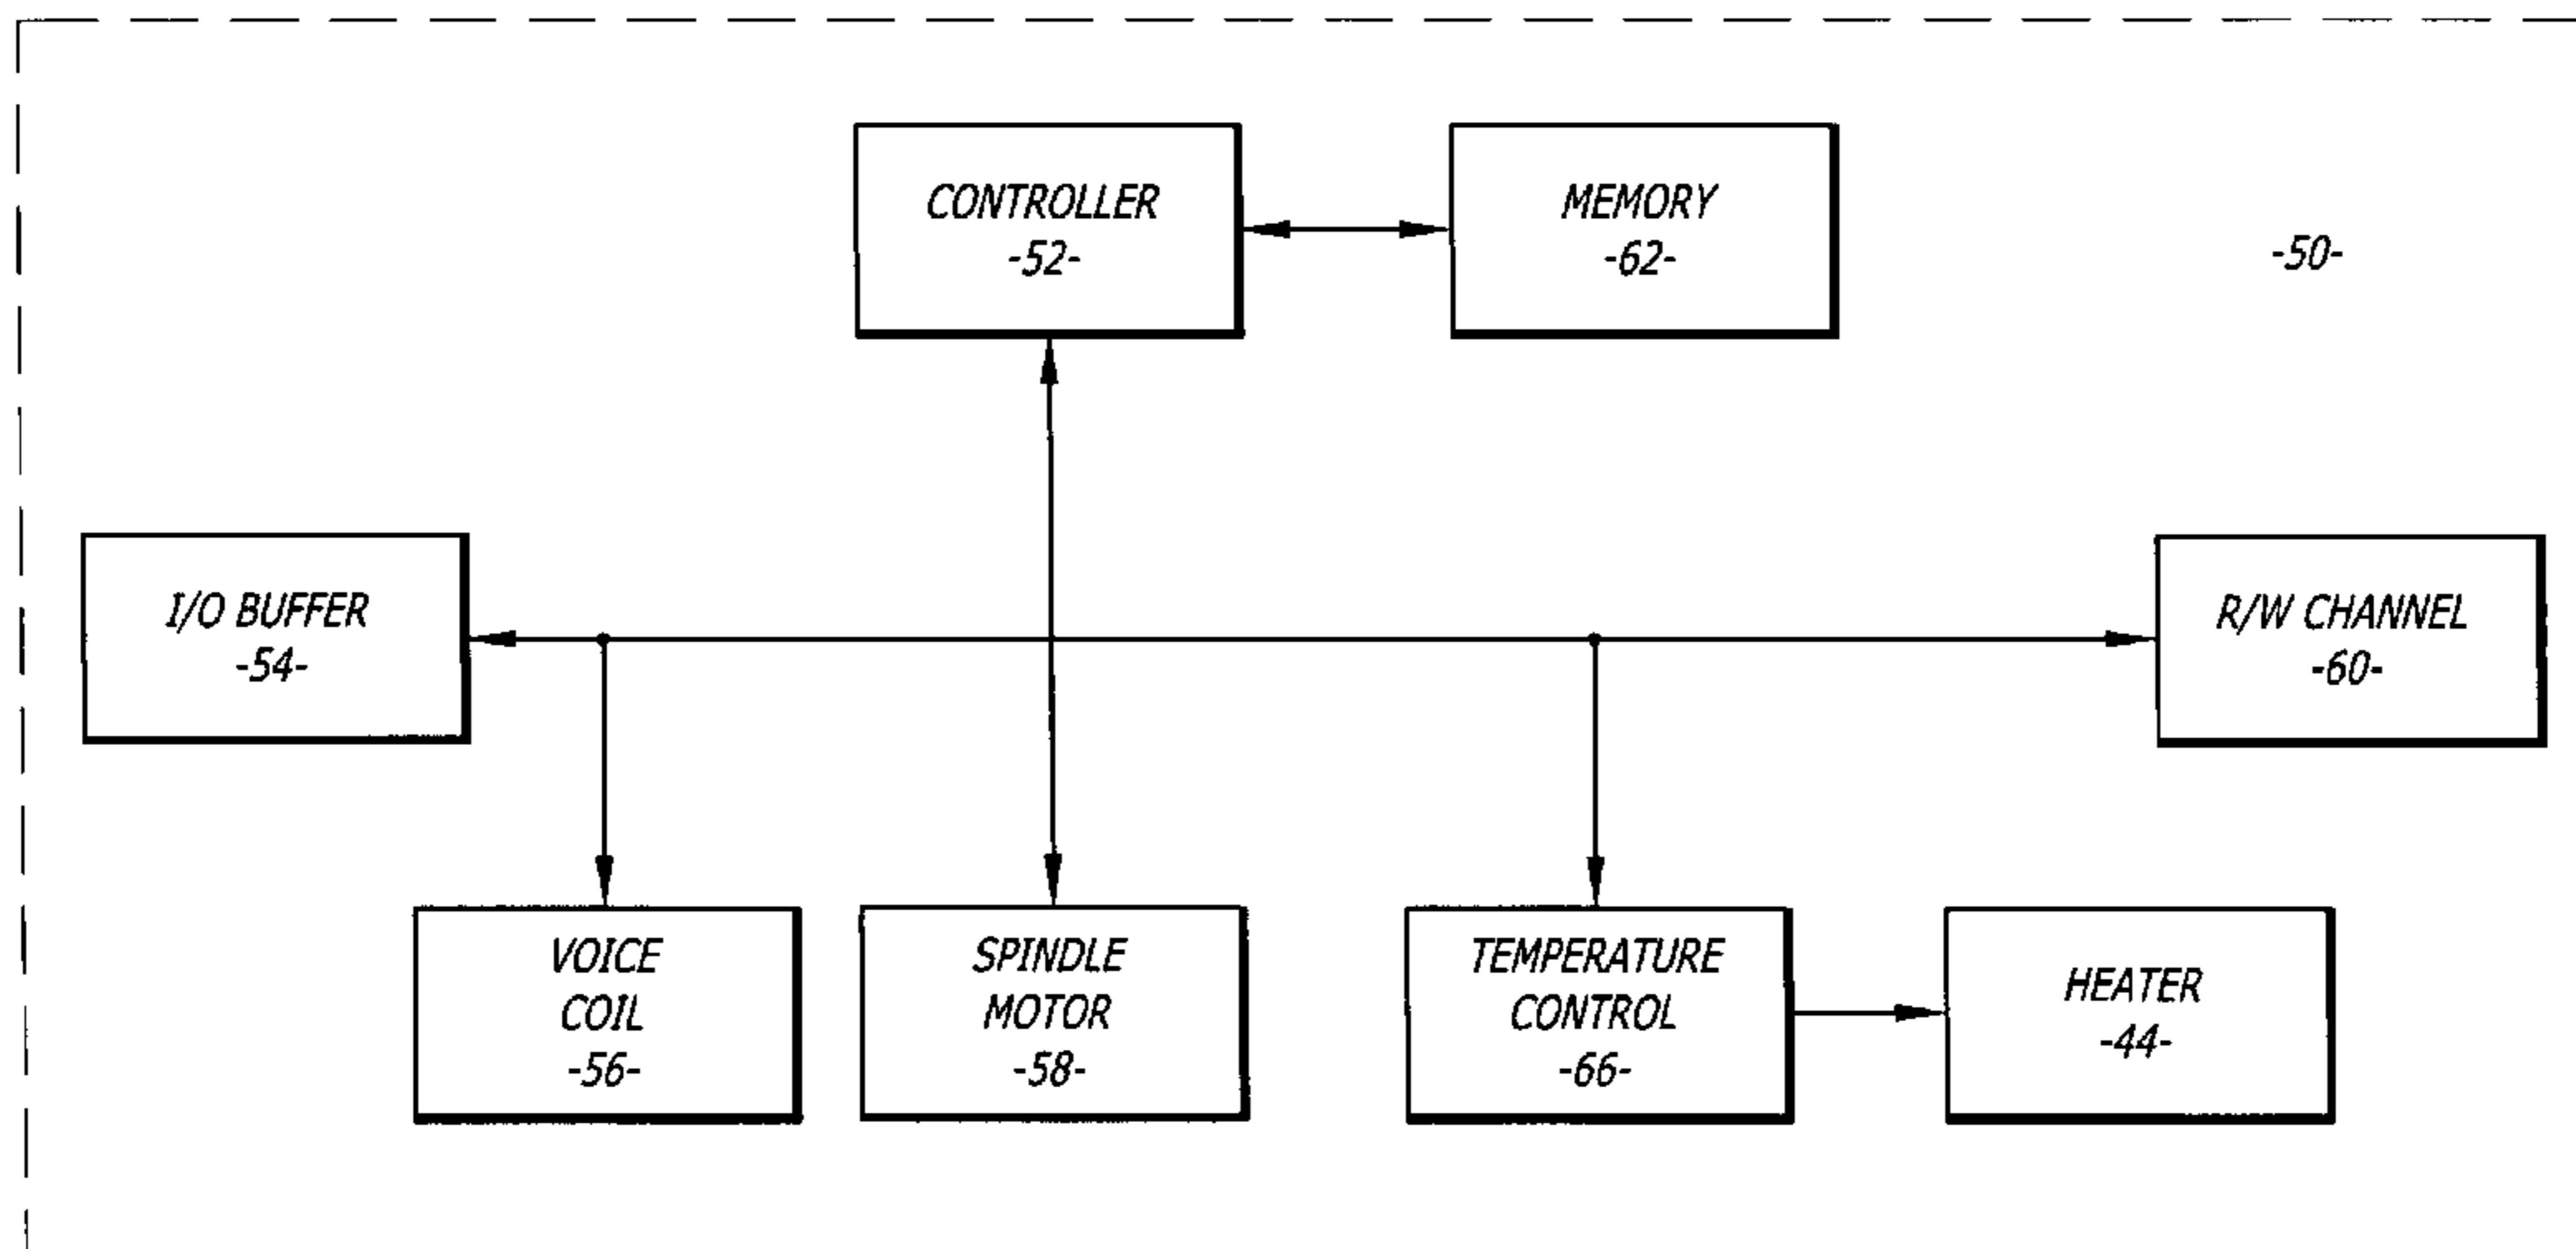 CONTROLLER
-52-
MEMORY
-62-
-50-
I/O BUFFER
-54-
R/W CHANNEL
-60-
VOICE
COIL
-56-
SPINDLE
MOTOR
-58-
TEMPERATURE
CONTROL
-66-
HEATER
-44-